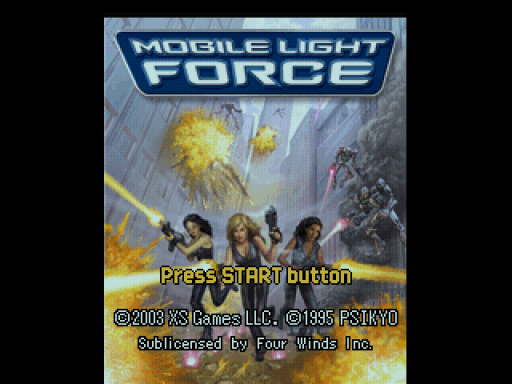 MOBILE LIGHT
FORCE
Press START button
©2003 XS Games LLC. ©1995 PSIKYO
Sublicensed by Four Winds Inc.